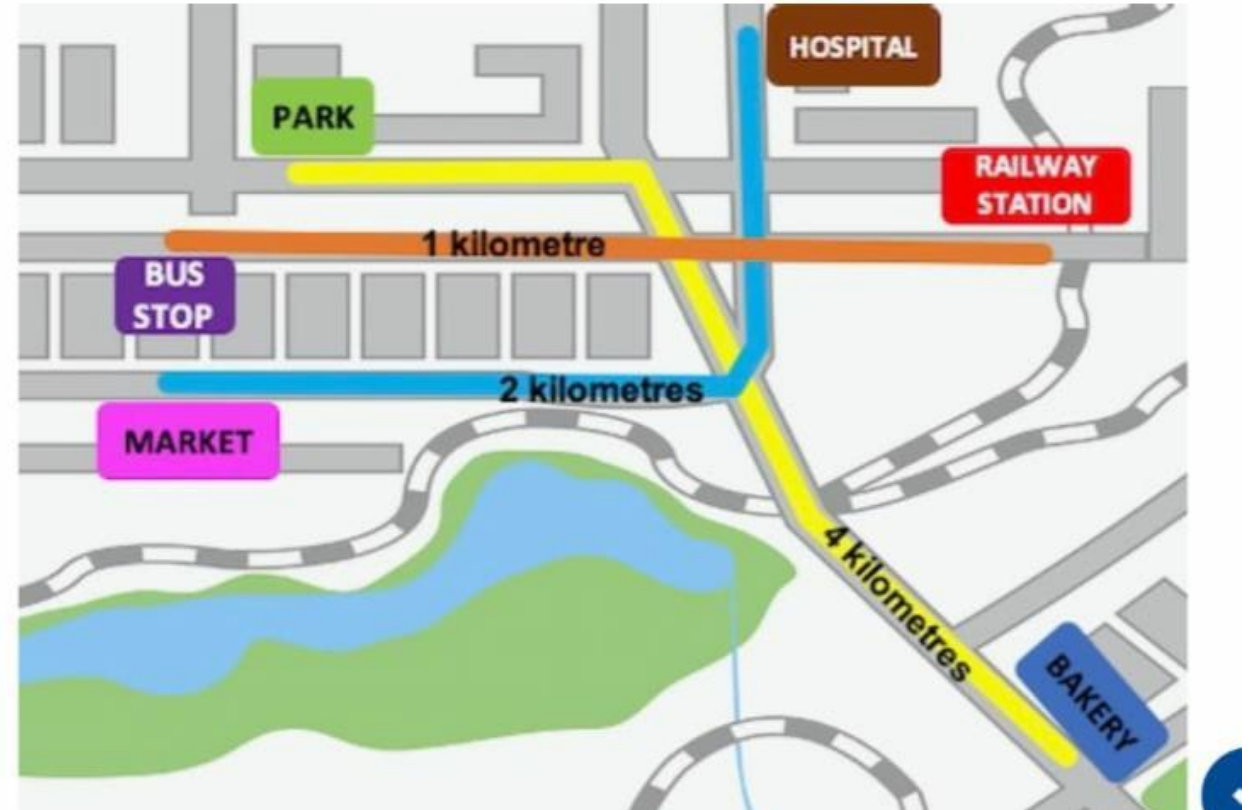 HOSPITAL
PARK
RAILWAY
STATION
1 kilometre
BUS
STOP
2 kilometres
MARKET
4 kilometres
BAKERY